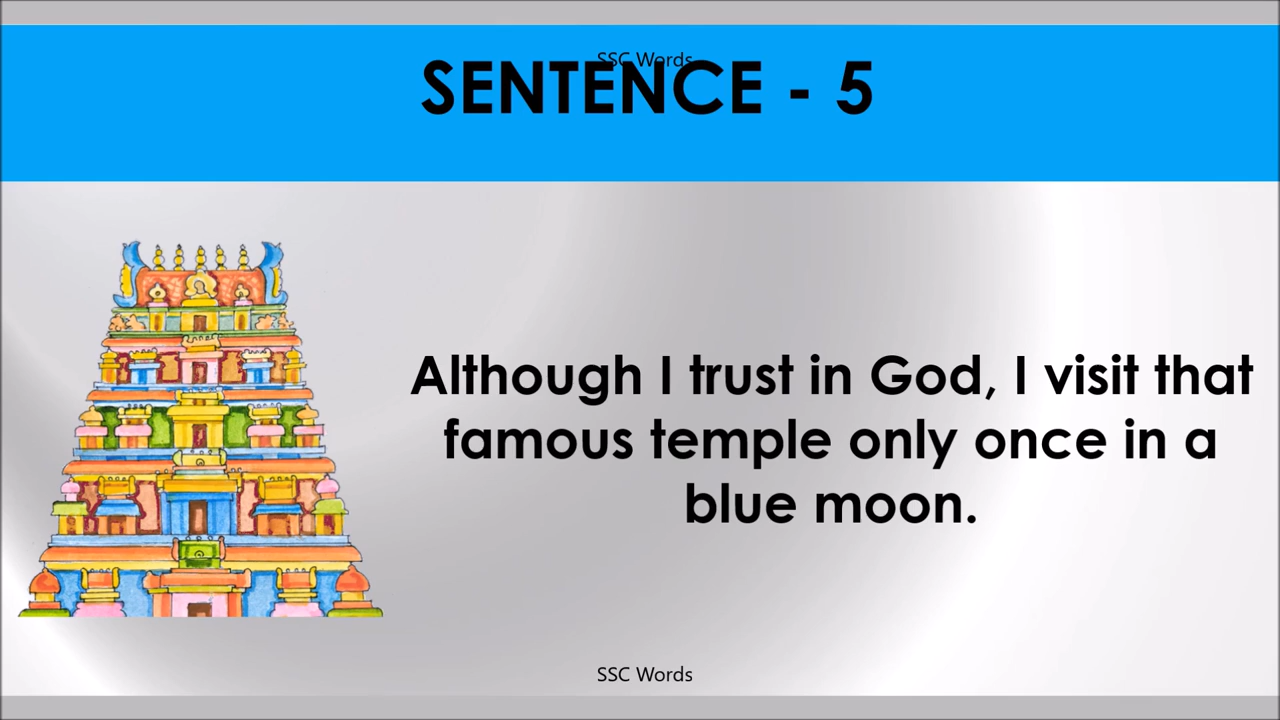 SSC Words
SENTENCE - 5
Although I trust in God, I visit that
famous temple only once in a
blue moon.
SSC Words